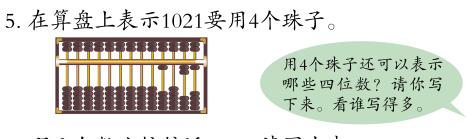 5. 在算盘上表示1021要用4个珠子。
用4个珠子还可以表示
哪些四位数？请你写
下来。看谁写得多。